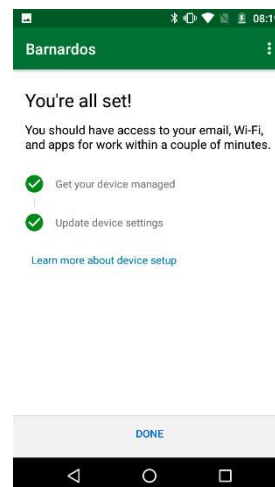 08:1
Barnardos
You're all set!
You should have access to your email, Wi-Fi,
and apps for work within a couple of minutes.
Get your device managed
Update device settings
Learn more about device setup
DONE